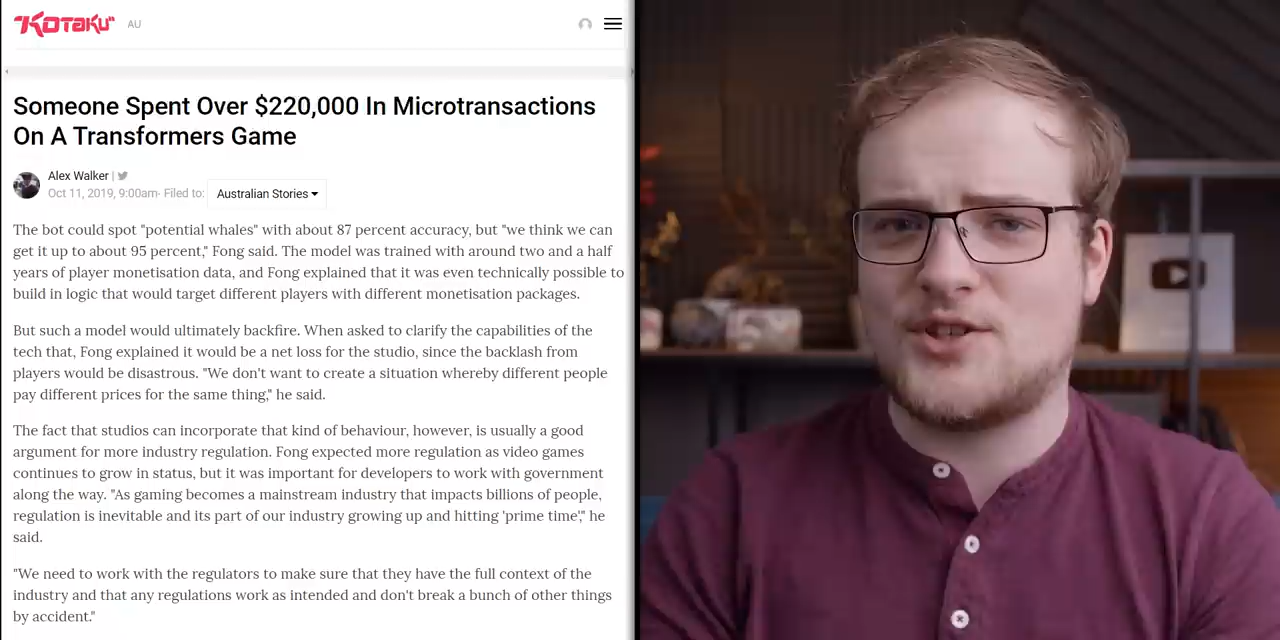 "KOTAKU"
AU
Someone Spent Over $220,000 In Microtransactions
On A Transformers Game
Alex Walker |
Oct 11, 2019, 9:00am· Filed to:
Australian Stories
The bot could spot "potential whales" with about 87 percent accuracy, but "we think we can
get it up to about 95 percent," Fong said. The model was trained with around two and a half
years of player monetisation data, and Fong explained that it was even technically possible to
build in logic that would target different players with different monetisation packages.
But such a model would ultimately backfire. When asked to clarify the capabilities of the
tech that, Fong explained it would be a net loss for the studio, since the backlash from
players would be disastrous. "We don't want to create a situation whereby different people
pay different prices for the same thing," he said.
The fact that studios can incorporate that kind of behaviour, however, is usually a good
argument for more industry regulation. Fong expected more regulation as video games
continues to grow in status, but it was important for developers to work with government
along the way. "As gaming becomes a mainstream industry that impacts billions of people,
regulation is inevitable and its part of our industry growing up and hitting 'prime time'," he
said.
"We need to work with the regulators to make sure that they have the full context of the
industry and that any regulations work as intended and don't break a bunch of other things
by accident."